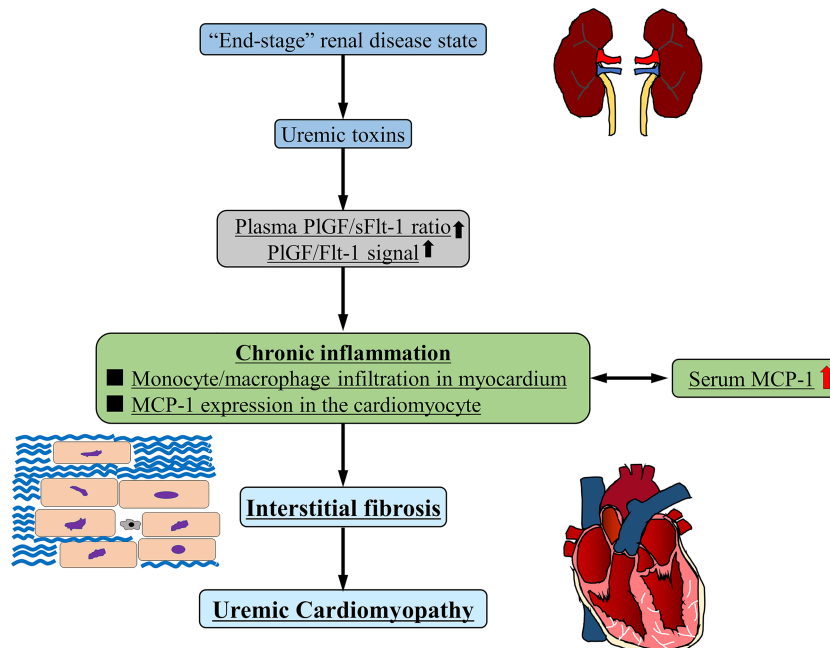 “End-stage” renal disease state
Uremic toxins
Plasma PlGF/sFlt-1 ratio
PlGF/Flt-1 signal
Chronic inflammation
Monocyte/macrophage infiltration in myocardium
MCP-1 expression in the cardiomyocyte
Serum MCP-1
Interstitial fibrosis
Uremic Cardiomyopathy